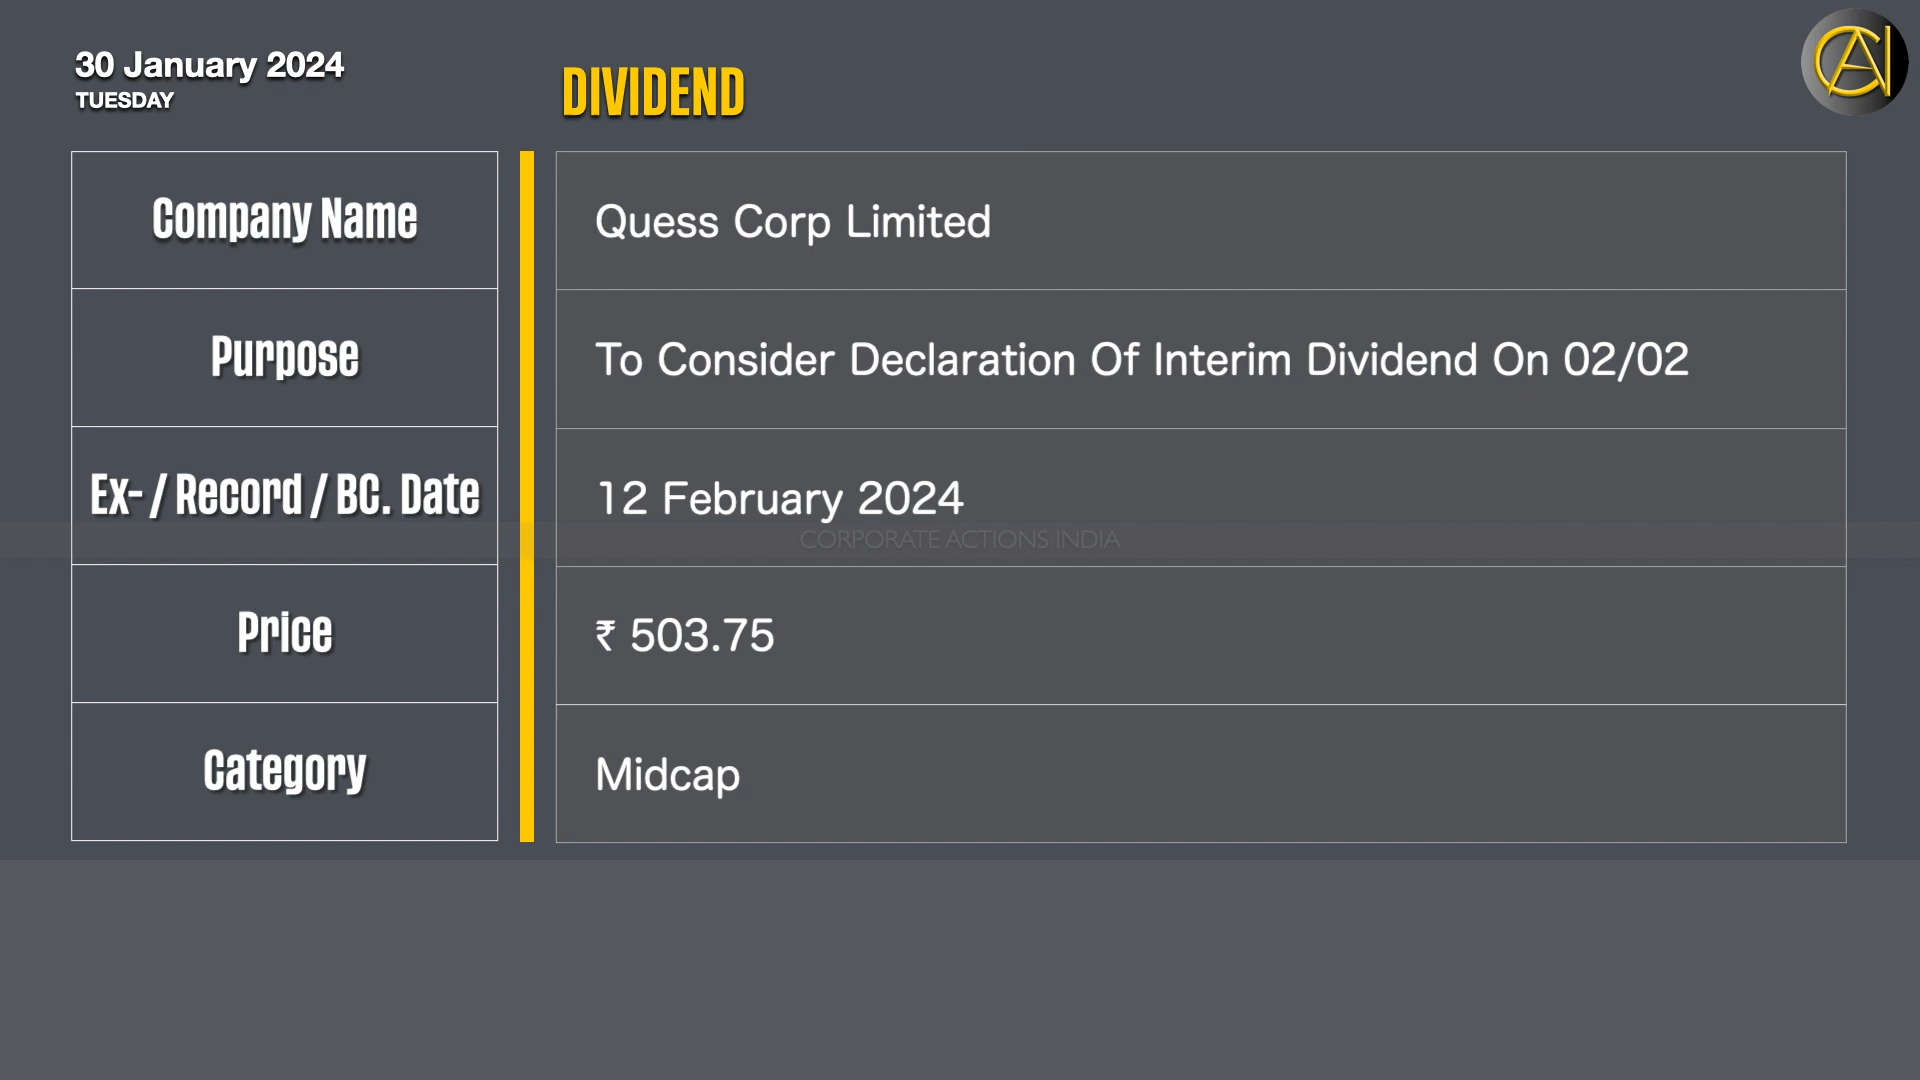 30 January 2024
TUESDAY
DIVIDEND
CAI
Company Name
Quess Corp Limited
Purpose
To Consider Declaration Of Interim Dividend On 02/02
Ex- / Record / BC. Date
12 February 2024
CORPORATE ACTIONS INDIA
Price
₹ 503.75
Category
Midcap